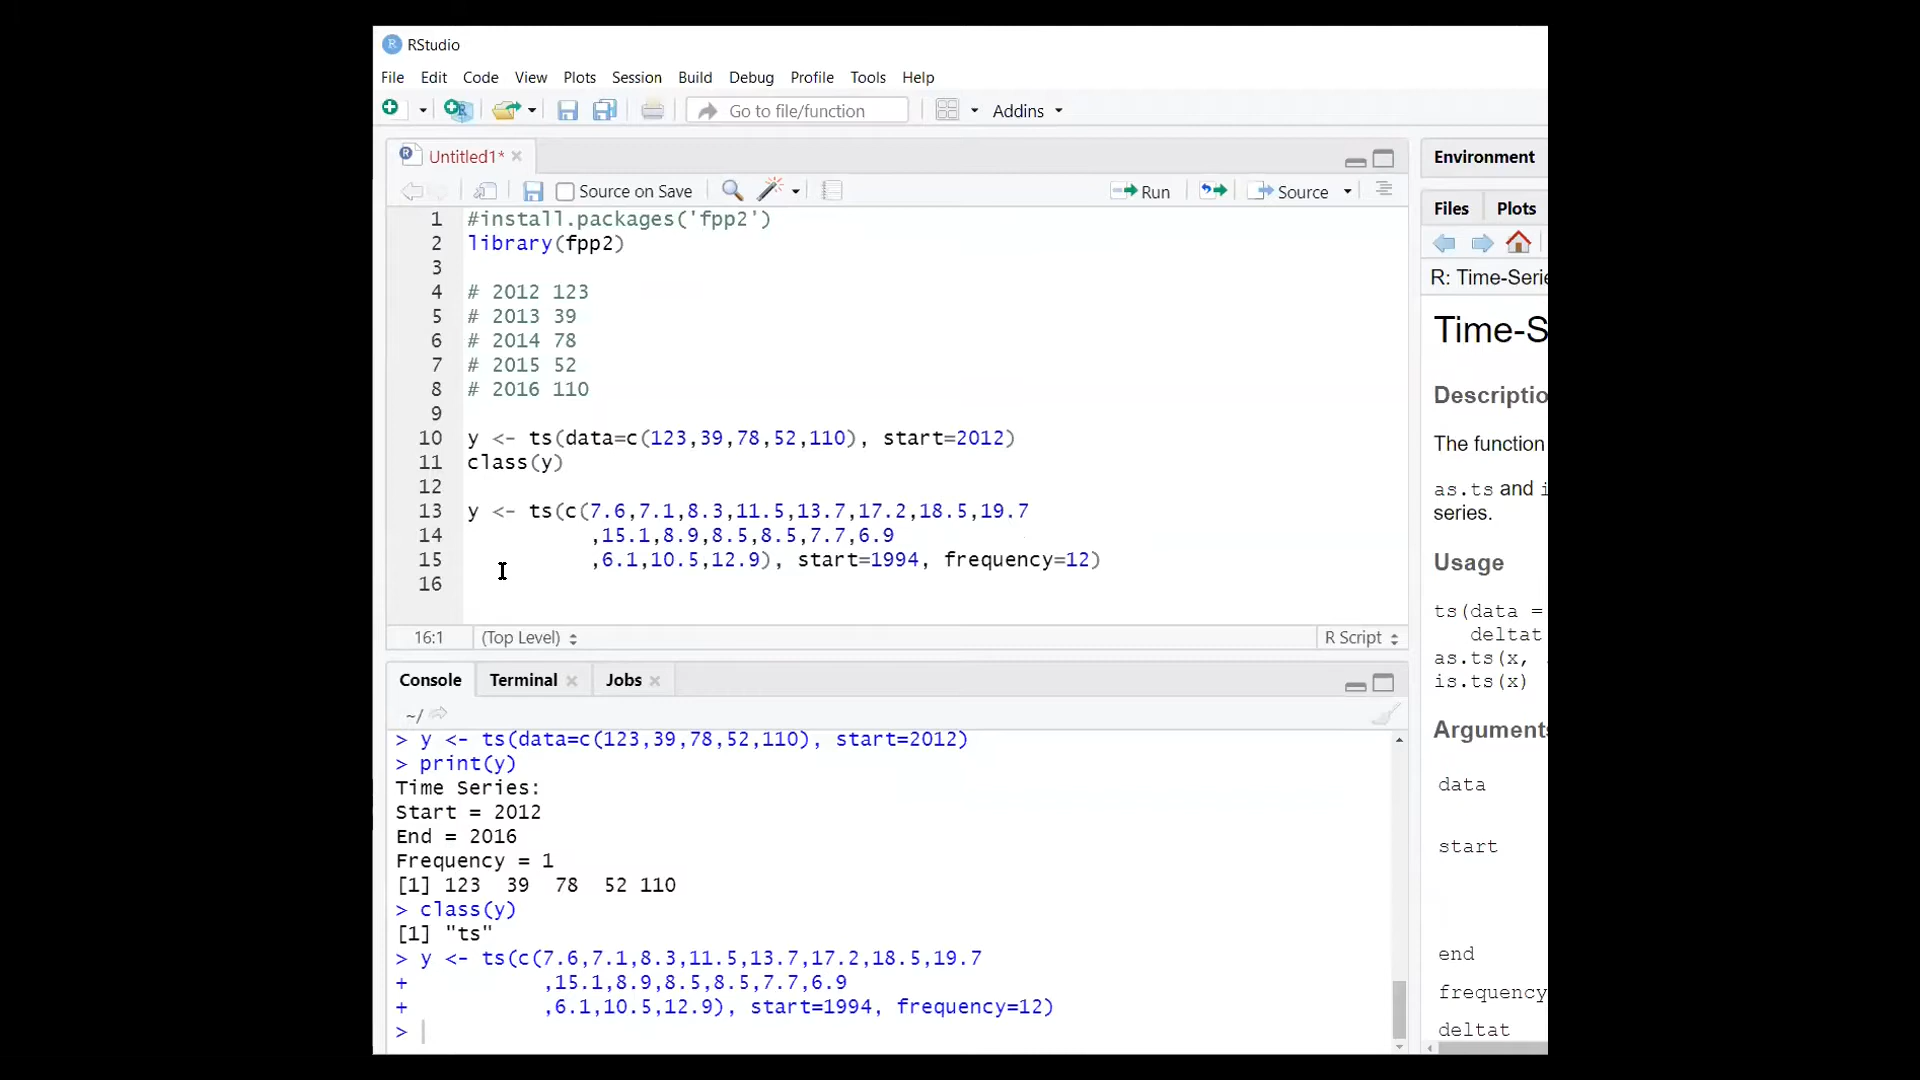 RStudio
File Edit Code View Plots Session Build Debug Profile Tools Help
Go to file/function Addins
Untitled1*
Source on Save Run Source
1 #install.packages('fpp2')
2 library(fpp2)
3
4 # 2012 123
5 # 2013 39
6 # 2014 78
7 # 2015 52
8 # 2016 110
9
10 y <- ts(data=c(123,39,78,52,110), start=2012)
11 class(y)
12
13 y <- ts(c(7.6,7.1,8.3,11.5,13.7,17.2,18.5,19.7
14 ,15.1,8.9,8.5,8.5,7.7,6.9
15 ,6.1,10.5,12.9), start=1994, frequency=12)
16
16:1 (Top Level) R Script
Console Terminal Jobs
~/
> y <- ts(data=c(123,39,78,52,110), start=2012)
> print(y)
Time Series:
Start = 2012
End = 2016
Frequency = 1
[1] 123 39 78 52 110
> class(y)
[1] "ts"
> y <- ts(c(7.6,7.1,8.3,11.5,13.7,17.2,18.5,19.7
+ ,15.1,8.9,8.5,8.5,7.7,6.9
+ ,6.1,10.5,12.9), start=1994, frequency=12)
>
Environment
Files Plots
R: Time-Serie
Time-S
Descriptio
The function
as.ts and i
series.
Usage
ts(data =
deltat
as.ts(x,
is.ts(x)
Arguments
data
start
end
frequency
deltat